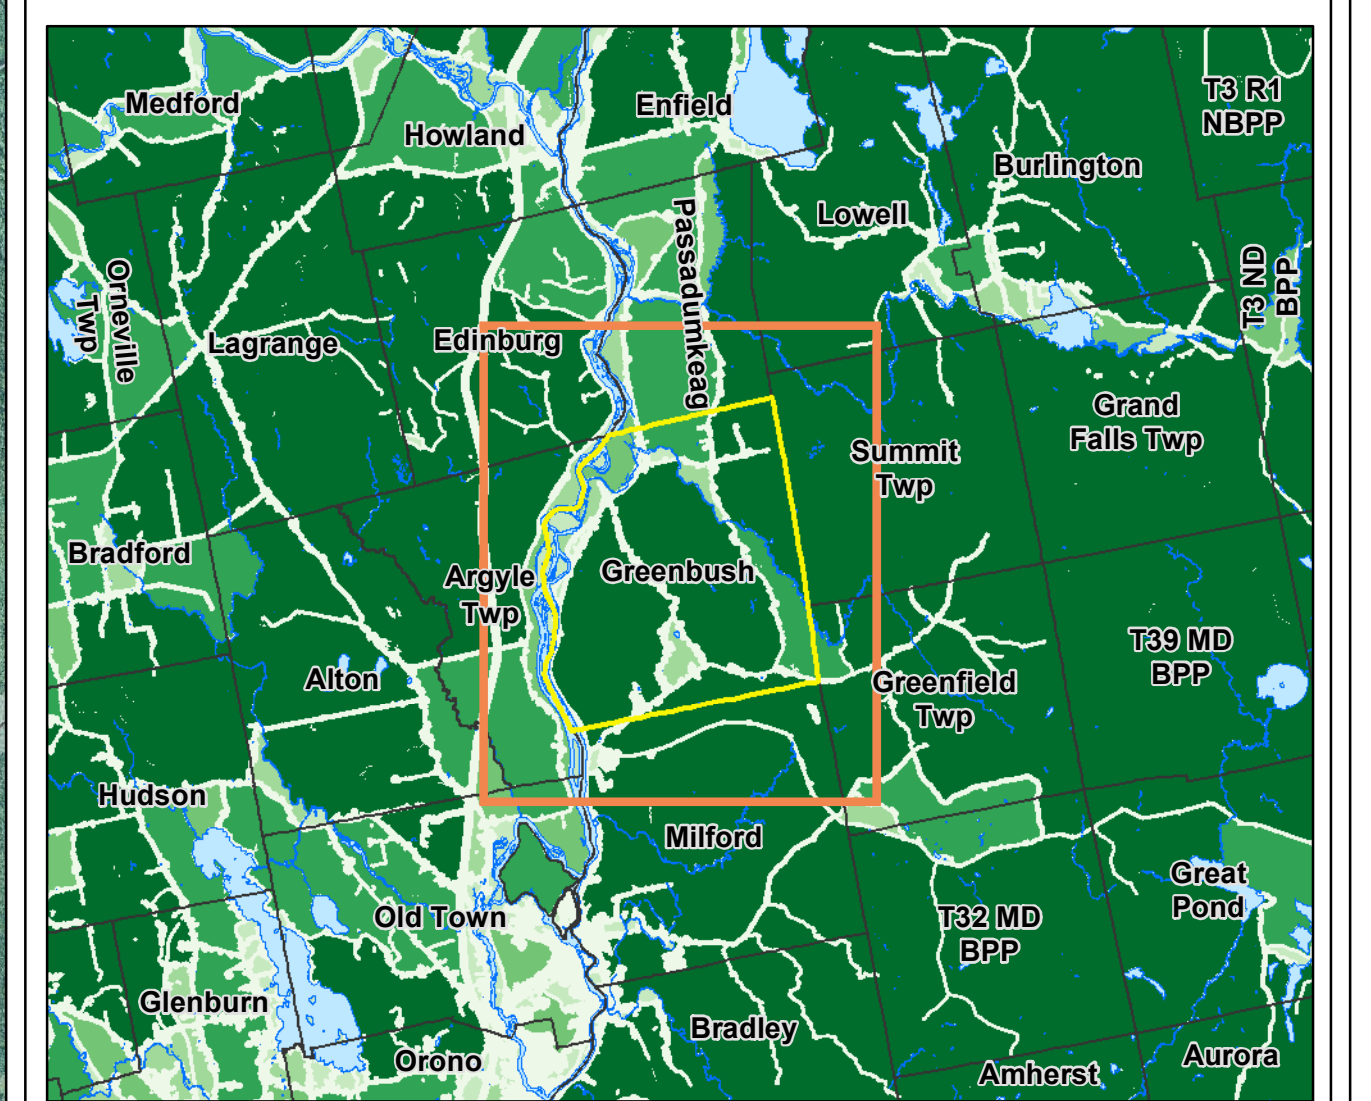 Medford
Enfield
T3 R1
NBPP
Howland
Burlington
Lowell
Passadumkeag
Orneville
Twp
T3 ND
BPP
Lagrange
Edinburg
Grand
Falls Twp
Summit
Twp
Bradford
Argyle
Twp
Greenbush
T39 MD
BPP
Alton
Greenfield
Twp
Hudson
Milford
Great
Pond
Old Town
T32 MD
BPP
Glenburn
Bradley
Orono
Amherst
Aurora